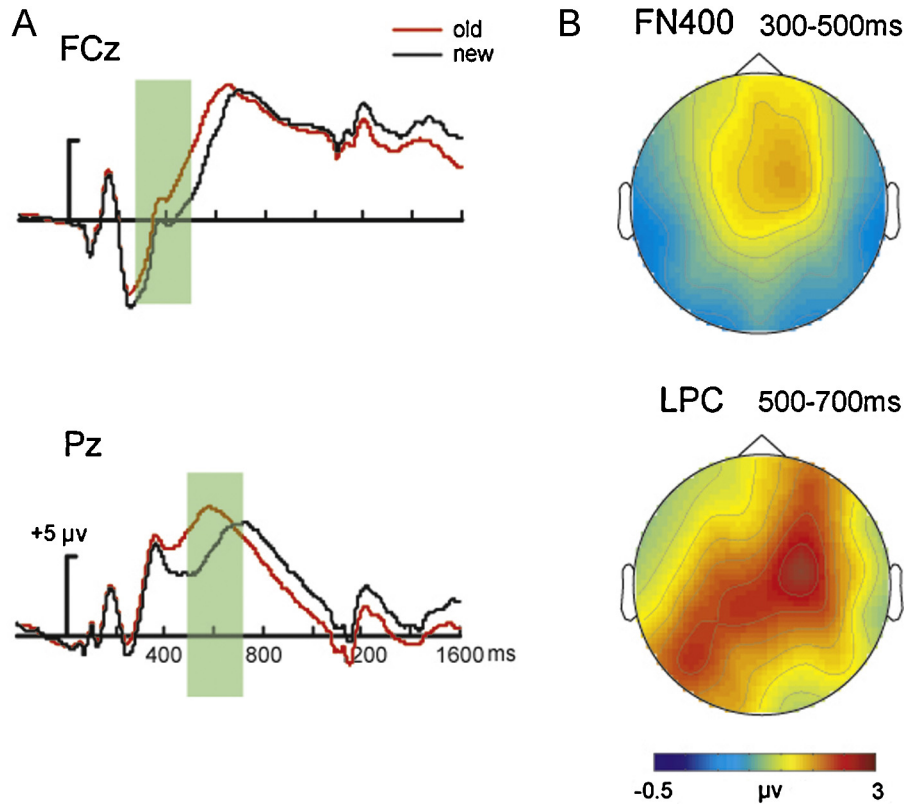 A
FCz
old
new
Pz
+5 μv
400 800 1200 1600 ms
B
FN400 300-500ms
LPC 500-700ms
-0.5 μv 3